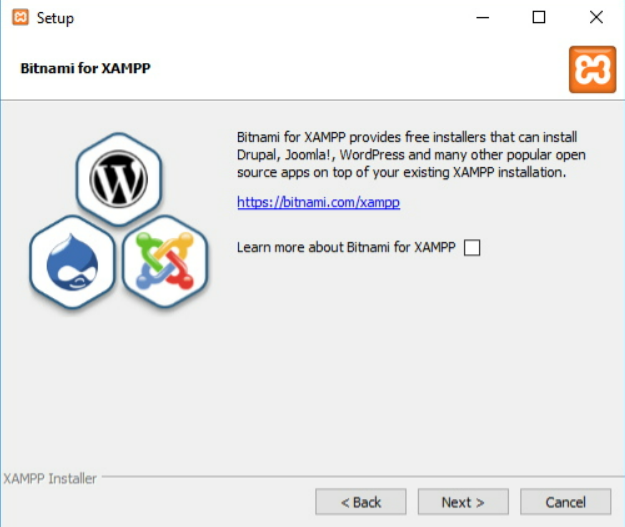 Setup
Bitnami for XAMPP
Bitnami for XAMPP provides free installers that can install
Drupal, Joomla!, WordPress and many other popular open
source apps on top of your existing XAMPP installation.
https://bitnami.com/xampp
Learn more about Bitnami for XAMPP
XAMPP Installer
< Back
Next >
Cancel